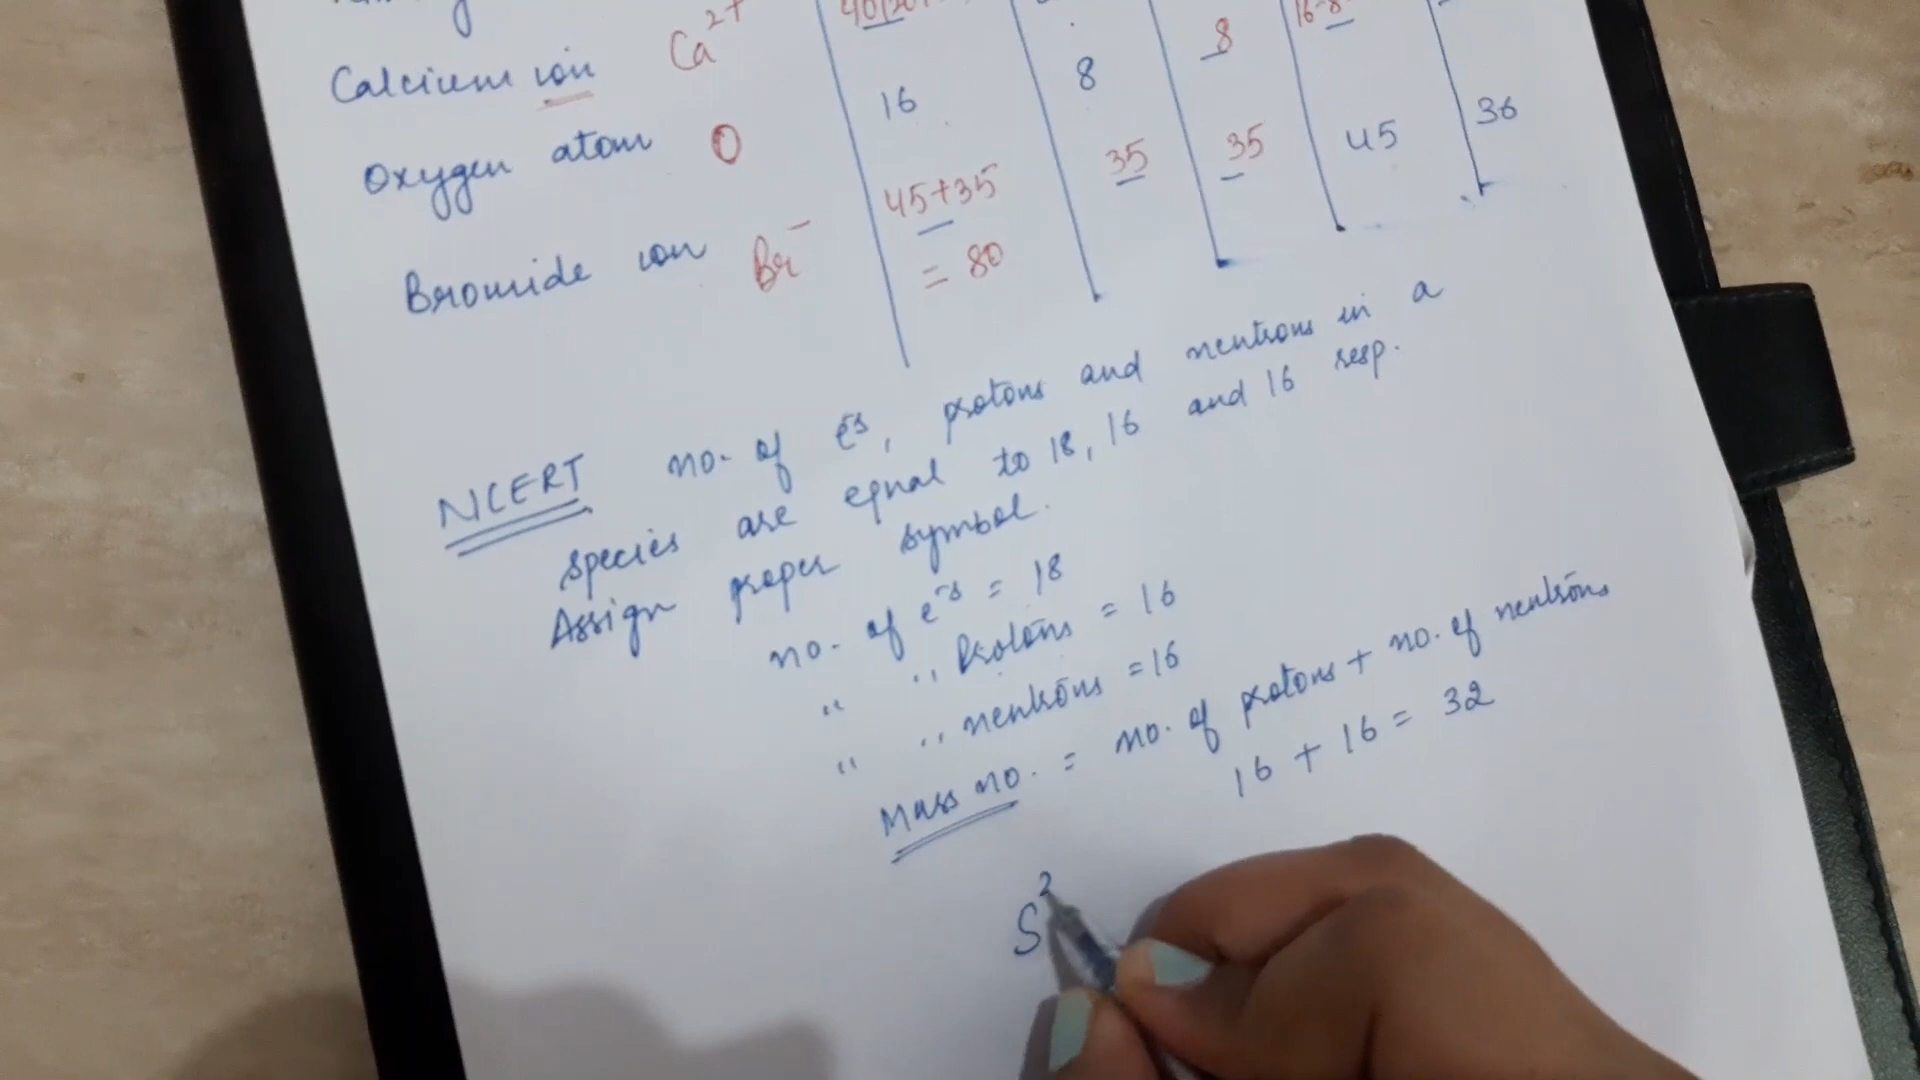 Calcium ion Ca²⁺
Oxygen atom O 16 8 8 16-8
Bromide ion Br⁻ 45+35 35 35 45 36
= 80
NCERT no. of e⁻s, protons and neutrons in a
species are equal to 18, 16 and 16 resp.
Assign proper symbol.
no. of e⁻s = 18
" " Protons = 16
" " neutrons = 16
Mass no. = no. of protons + no. of neutrons
16 + 16 = 32
S²